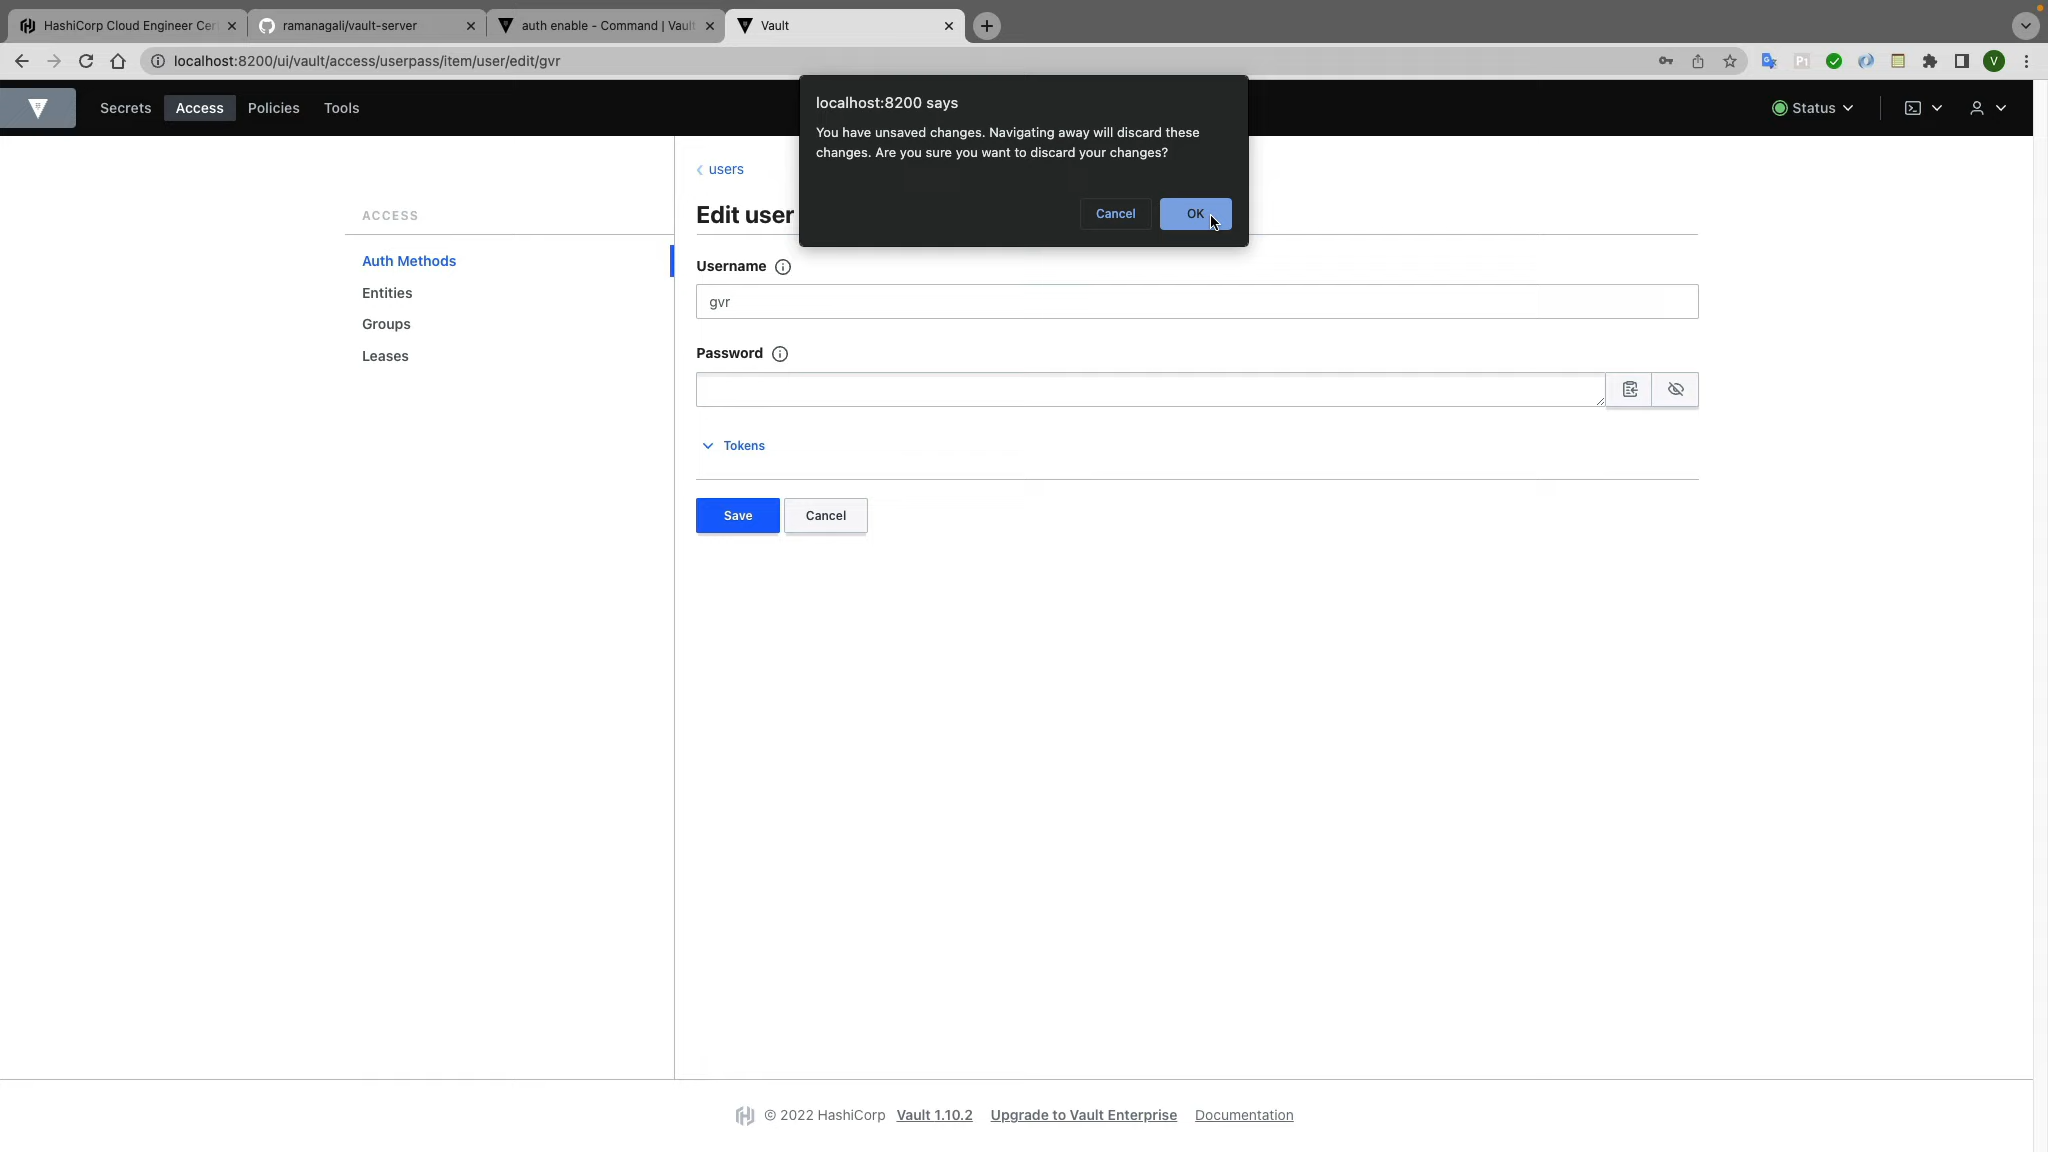 HashiCorp Cloud Engineer Cer
ramanagali/vault-server
auth enable - Command | Vault
Vault
localhost:8200/ui/vault/access/userpass/item/user/edit/gvr
V
Secrets
Access
Policies
Tools
Status
localhost:8200 says
You have unsaved changes. Navigating away will discard these
changes. Are you sure you want to discard your changes?
Cancel
OK
users
ACCESS
Edit user
Auth Methods
Entities
Groups
Leases
Username
gvr
Password
Tokens
Save
Cancel
© 2022 HashiCorp Vault 1.10.2 Upgrade to Vault Enterprise Documentation